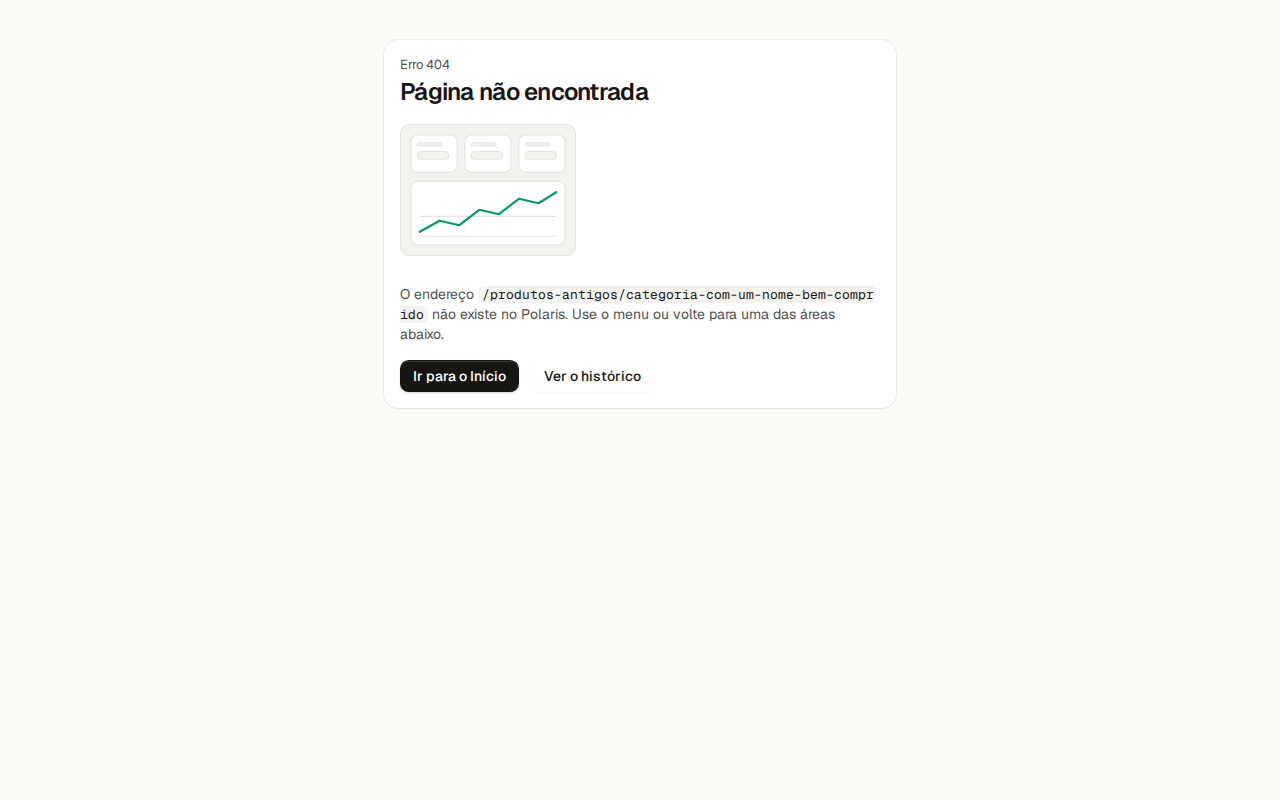 Erro 404
Página não encontrada
O endereço /produtos-antigos/categoria-com-um-nome-bem-compr
ido não existe no Polaris. Use o menu ou volte para uma das áreas
abaixo.
Ir para o Início
Ver o histórico